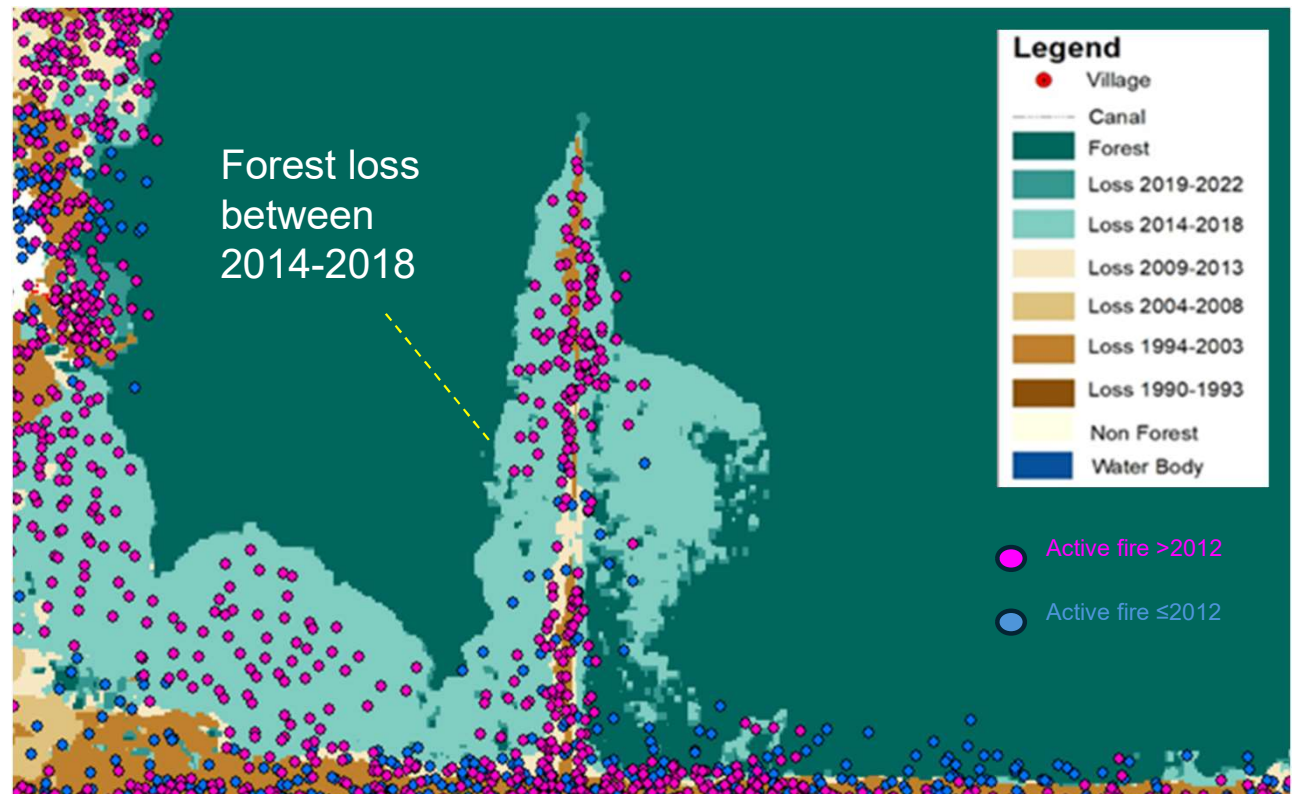 Forest loss
between
2014-2018
Legend
Village
Canal
Forest
Loss 2019-2022
Loss 2014-2018
Loss 2009-2013
Loss 2004-2008
Loss 1994-2003
Loss 1990-1993
Non Forest
Water Body
Active fire >2012
Active fire ≤2012